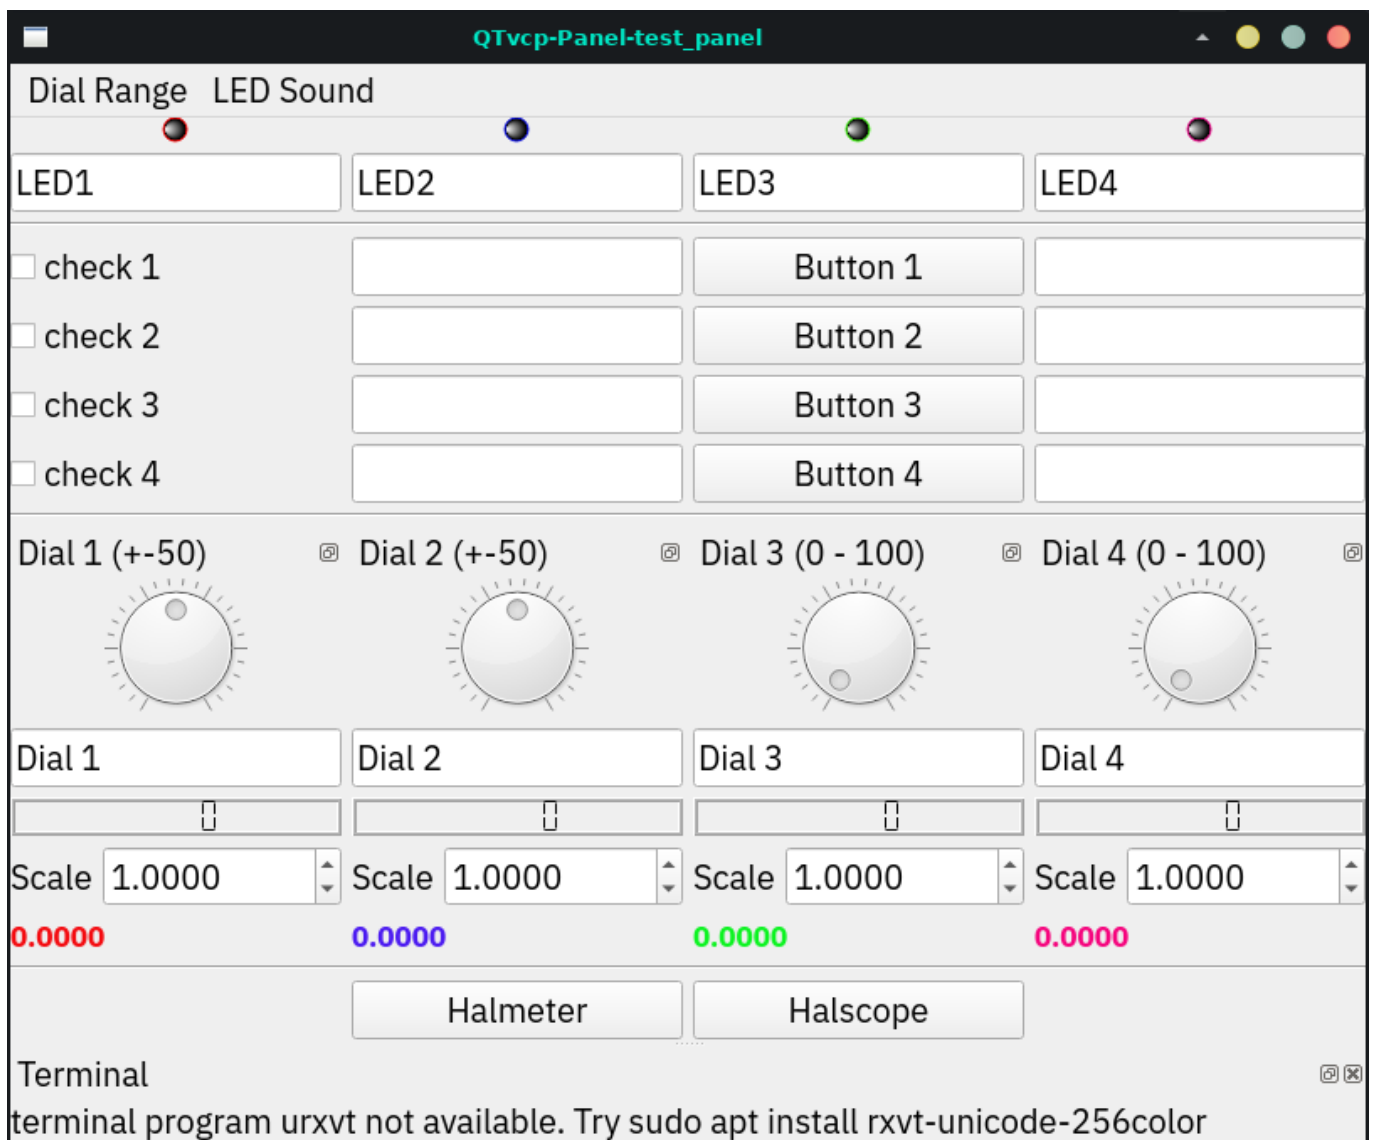 QTvcp-Panel-test_panel
Dial Range LED Sound
LED1 LED2 LED3 LED4
check 1 Button 1
check 2 Button 2
check 3 Button 3
check 4 Button 4
Dial 1 (+-50) Dial 2 (+-50) Dial 3 (0 - 100) Dial 4 (0 - 100)
Dial 1 Dial 2 Dial 3 Dial 4
0 0 0 0
Scale 1.0000 Scale 1.0000 Scale 1.0000 Scale 1.0000
0.0000 0.0000 0.0000 0.0000
Halmeter Halscope
Terminal
terminal program urxvt not available. Try sudo apt install rxvt-unicode-256color